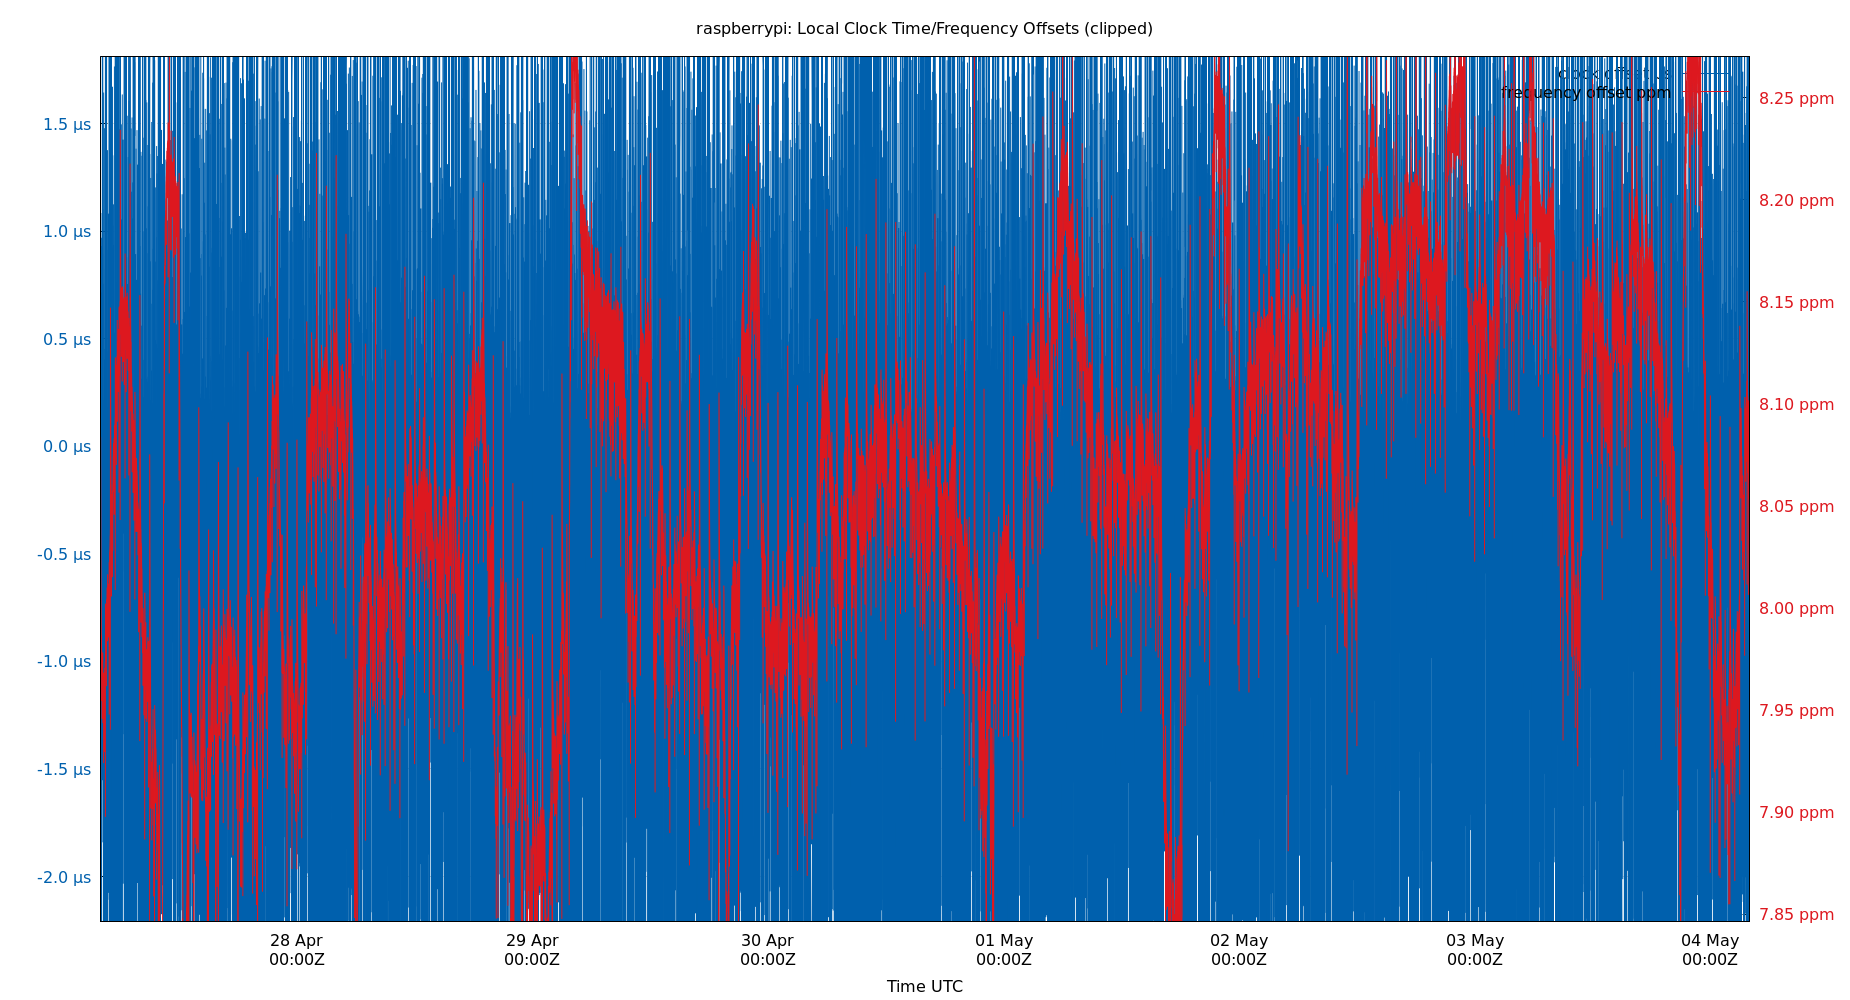 raspberrypi: Local Clock Time/Frequency Offsets (clipped)
clock offset µs
frequency offset ppm
1.5 µs
1.0 µs
0.5 µs
0.0 µs
-0.5 µs
-1.0 µs
-1.5 µs
-2.0 µs
8.25 ppm
8.20 ppm
8.15 ppm
8.10 ppm
8.05 ppm
8.00 ppm
7.95 ppm
7.90 ppm
7.85 ppm
28 Apr
00:00Z
29 Apr
00:00Z
30 Apr
00:00Z
01 May
00:00Z
02 May
00:00Z
03 May
00:00Z
04 May
00:00Z
Time UTC